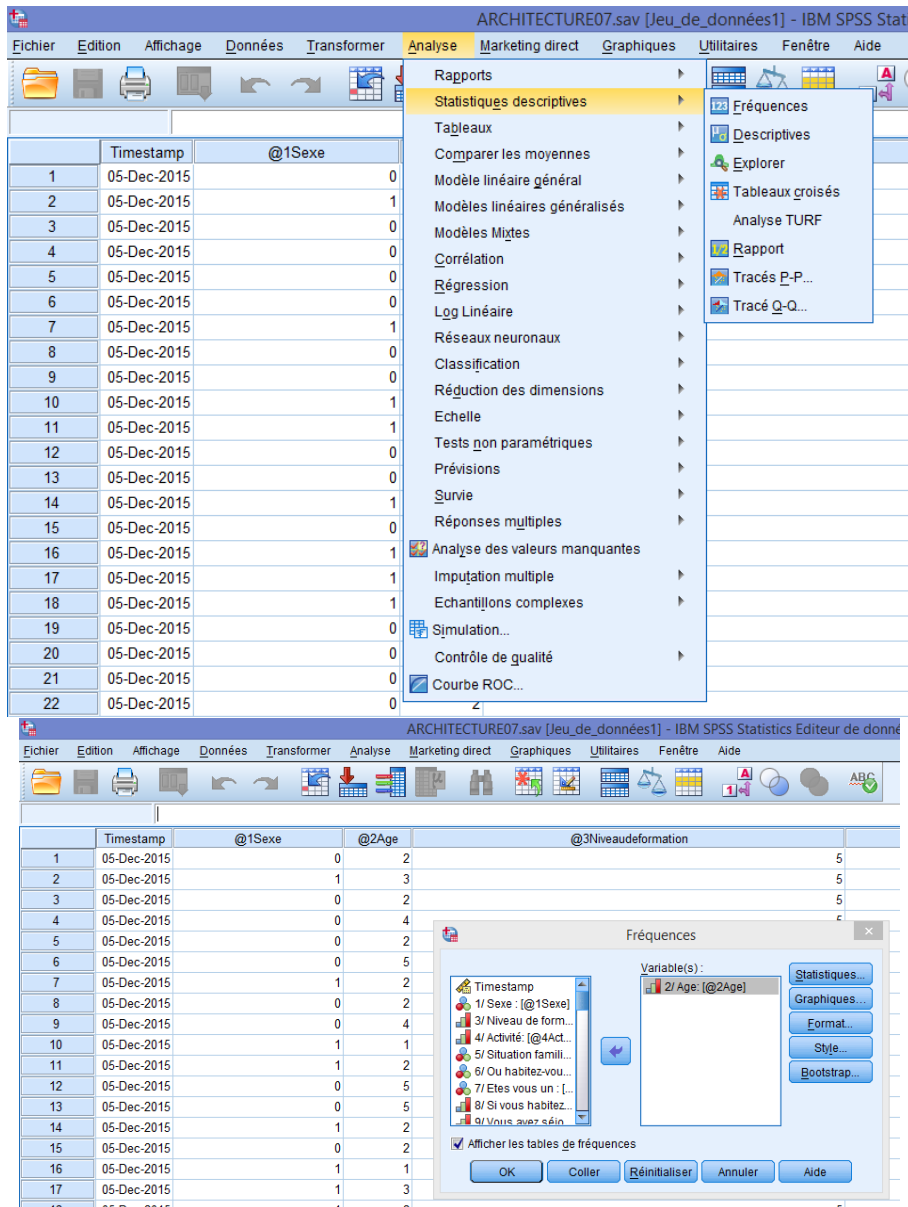 ARCHITECTURE07.sav [Jeu_de_données1] - IBM SPSS Stat
Fichier Edition Affichage Données Transformer Analyse Marketing direct Graphiques Utilitaires Fenêtre Aide
Rapports
Statistiques descriptives
Tableaux
Comparer les moyennes
Modèle linéaire général
Modèles linéaires généralisés
Modèles Mixtes
Corrélation
Régression
Log Linéaire
Réseaux neuronaux
Classification
Réduction des dimensions
Echelle
Tests non paramétriques
Prévisions
Survie
Réponses multiples
Analyse des valeurs manquantes
Imputation multiple
Echantillons complexes
Simulation...
Contrôle de qualité
Courbe ROC...
Fréquences
Descriptives
Explorer
Tableaux croisés
Analyse TURF
Rapport
Tracés P-P...
Tracé Q-Q...
Timestamp @1Sexe
1 05-Dec-2015 0
2 05-Dec-2015 1
3 05-Dec-2015 0
4 05-Dec-2015 0
5 05-Dec-2015 0
6 05-Dec-2015 0
7 05-Dec-2015 1
8 05-Dec-2015 0
9 05-Dec-2015 0
10 05-Dec-2015 1
11 05-Dec-2015 1
12 05-Dec-2015 0
13 05-Dec-2015 0
14 05-Dec-2015 1
15 05-Dec-2015 0
16 05-Dec-2015 1
17 05-Dec-2015 1
18 05-Dec-2015 1
19 05-Dec-2015 0
20 05-Dec-2015 0
21 05-Dec-2015 0
22 05-Dec-2015 0 2
ARCHITECTURE07.sav [Jeu_de_données1] - IBM SPSS Statistics Editeur de donné
Fichier Edition Affichage Données Transformer Analyse Marketing direct Graphiques Utilitaires Fenêtre Aide
Timestamp @1Sexe @2Age @3Niveaudeformation
1 05-Dec-2015 0 2 5
2 05-Dec-2015 1 3 5
3 05-Dec-2015 0 2 5
4 05-Dec-2015 0 4
5 05-Dec-2015 0 2
6 05-Dec-2015 0 5
7 05-Dec-2015 1 2
8 05-Dec-2015 0 2
9 05-Dec-2015 0 4
10 05-Dec-2015 1 1
11 05-Dec-2015 1 2
12 05-Dec-2015 0 5
13 05-Dec-2015 0 5
14 05-Dec-2015 1 2
15 05-Dec-2015 0 2
16 05-Dec-2015 1 1
17 05-Dec-2015 1 3
Fréquences
Variable(s) :
Timestamp
1/ Sexe : [@1Sexe]
3/ Niveau de form...
4/ Activité: [@4Act...
5/ Situation famili...
6/ Ou habitez-vou...
7/ Etes vous un : [...
8/ Si vous habitez...
9/ Vous avez séjo...
2/ Age: [@2Age]
Statistiques...
Graphiques...
Format...
Style...
Bootstrap...
Afficher les tables de fréquences
OK Coller Réinitialiser Annuler Aide